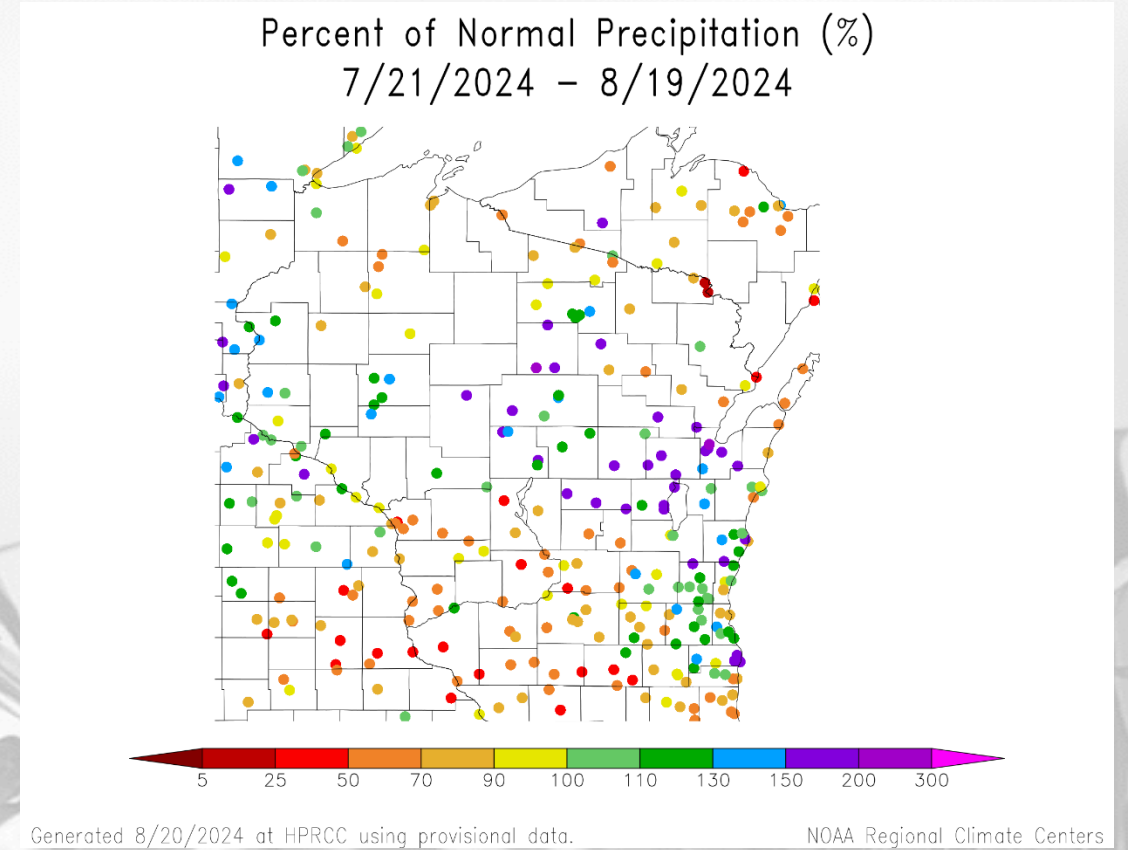 Percent of Normal Precipitation (%)
7/21/2024 – 8/19/2024
5 25 50 70 90 100 110 130 150 200 300
Generated 8/20/2024 at HPRCC using provisional data. NOAA Regional Climate Centers